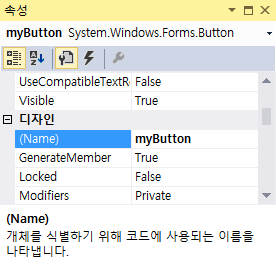 속성
myButton System.Windows.Forms.Button
UseCompatibleTextR
False
Visible True
디자인
(Name) myButton
GenerateMember True
Locked False
Modifiers Private
(Name)
개체를 식별하기 위해 코드에 사용되는 이름을
나타냅니다.